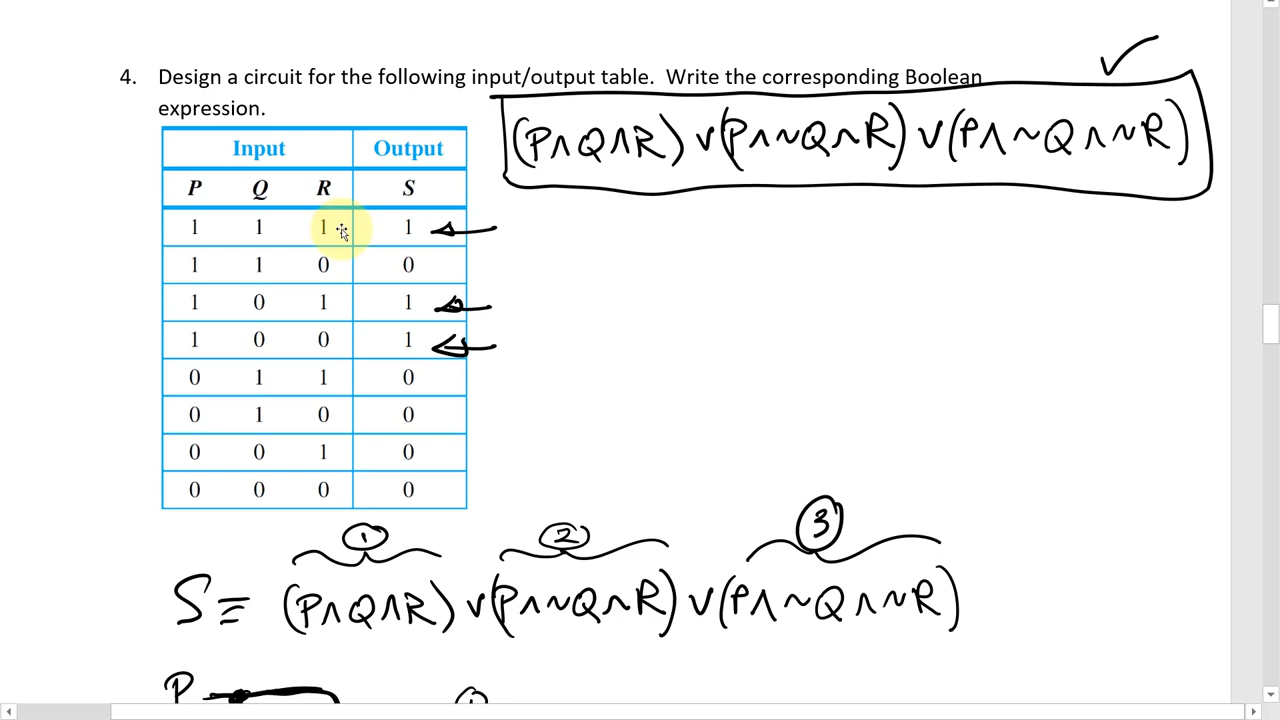 4. Design a circuit for the following input/output table. Write the corresponding Boolean
expression.
(P∧Q∧R) ∨ (P∧~Q∧R) ∨ (P∧~Q∧~R)
Input Output
P Q R S
1 1 1 1
1 1 0 0
1 0 1 1
1 0 0 1
0 1 1 0
0 1 0 0
0 0 1 0
0 0 0 0
1 2 3
S ≡ (P∧Q∧R) ∨ (P∧~Q∧R) ∨ (P∧~Q∧~R)
P